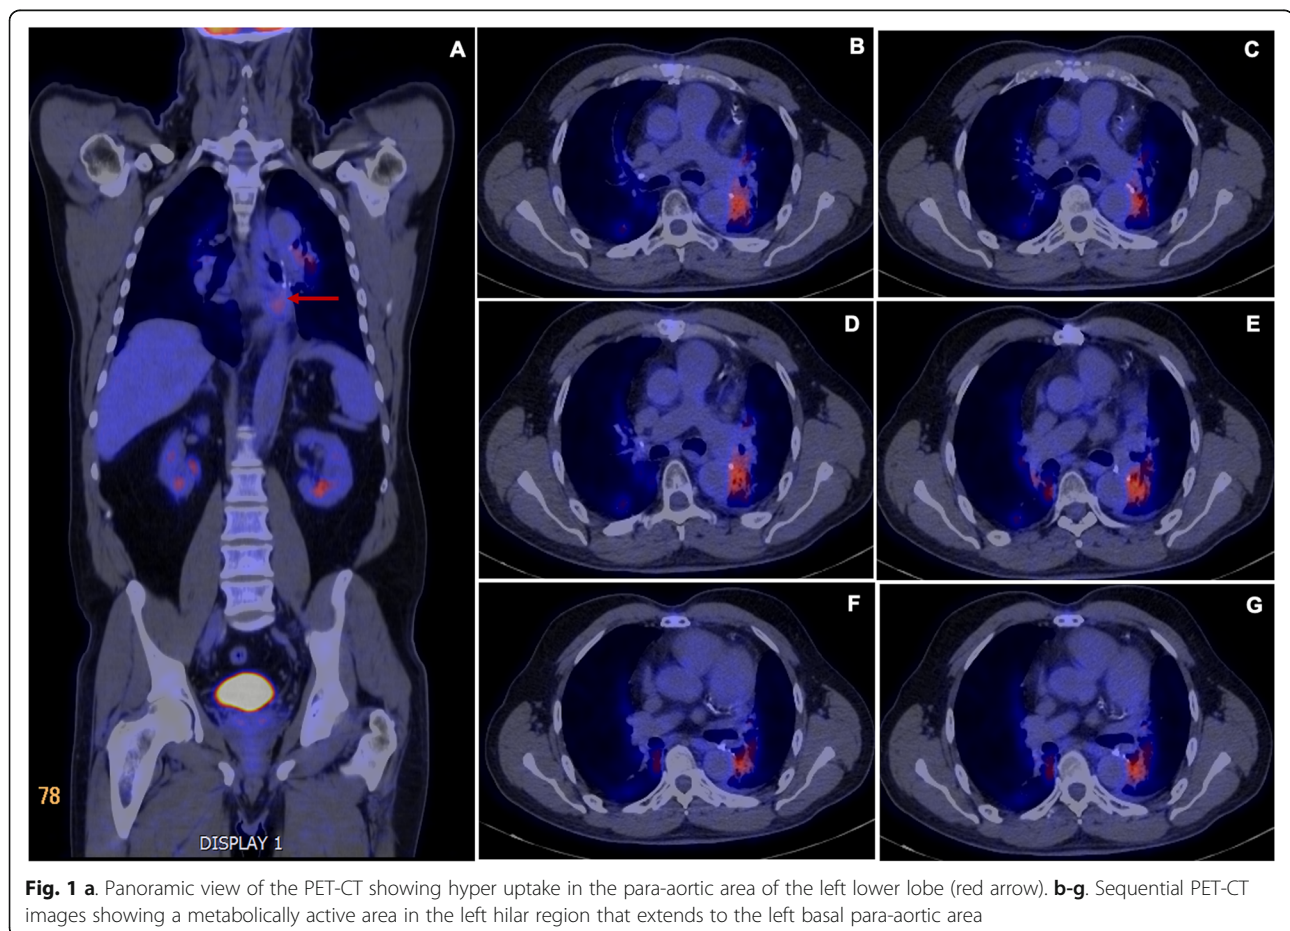 A
B
C
D
E
F
G
78
DISPLAY 1
Fig. 1 a. Panoramic view of the PET-CT showing hyper uptake in the para-aortic area of the left lower lobe (red arrow). b-g. Sequential PET-CT
images showing a metabolically active area in the left hilar region that extends to the left basal para-aortic area